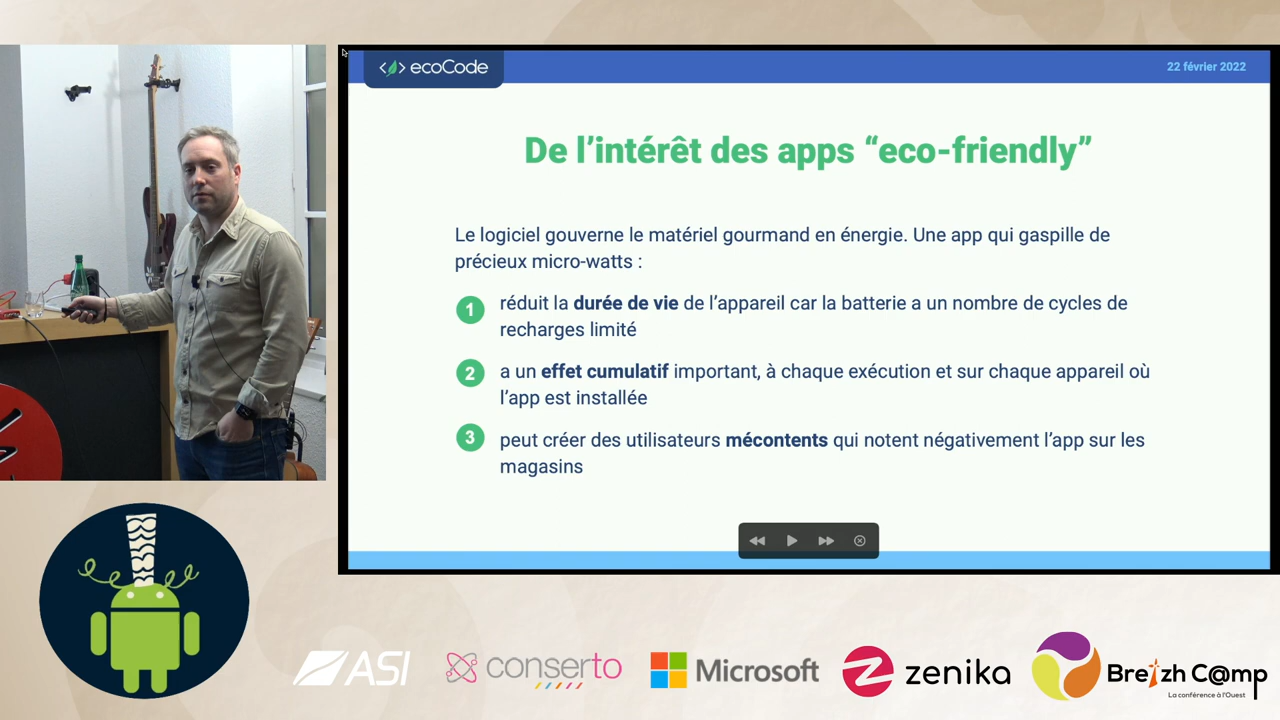 ecoCode
22 février 2022
De l’intérêt des apps “eco-friendly”
Le logiciel gouverne le matériel gourmand en énergie. Une app qui gaspille de
précieux micro-watts :
1 réduit la durée de vie de l’appareil car la batterie a un nombre de cycles de
recharges limité
2 a un effet cumulatif important, à chaque exécution et sur chaque appareil où
l’app est installée
3 peut créer des utilisateurs mécontents qui notent négativement l’app sur les
magasins
ASI
conserto
Microsoft
zenika
Breizh C@mp
La conférence à l'Ouest